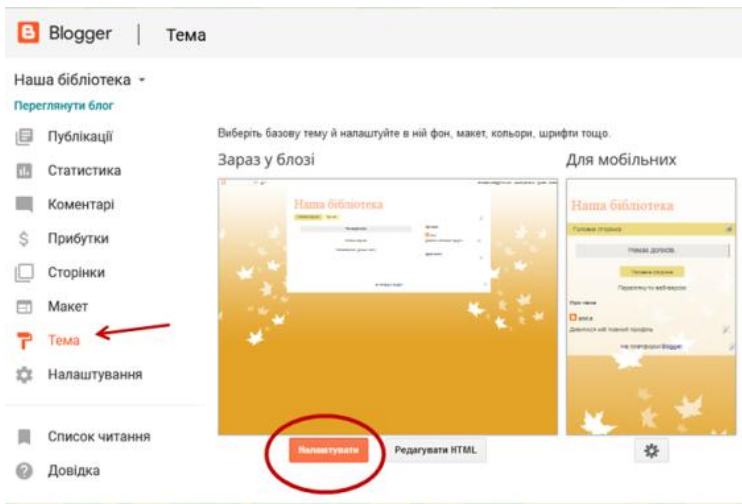 Blogger | Тема
Наша бібліотека
Переглянути блог
Публікації
Статистика
Коментарі
Прибутки
Сторінки
Макет
Тема
Налаштування
Список читання
Довідка
Виберіть базову тему й налаштуйте в ній фон, макет, кольори, шрифти тощо.
Зараз у блозі
Наша бібліотека
Налаштувати
Редагувати HTML
Для мобільних
Наша бібліотека
Головна сторінка
Немає дописів.
Головна сторінка
Переглянути веб-версію
Про мене
Дивитися мій повний профіль
На платформі Blogger